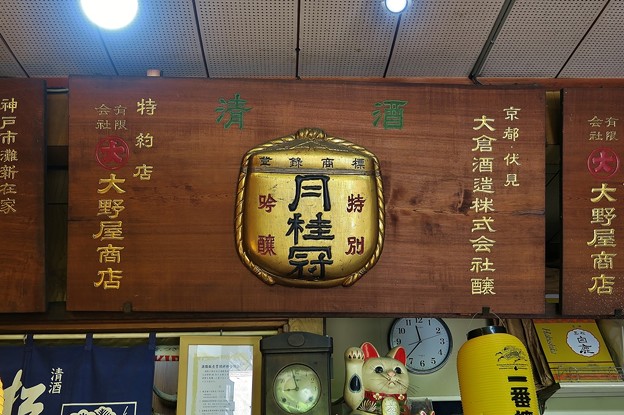 清酒
京都・伏見
大倉酒造株式会社醸
登録商標
特別
月桂冠
吟醸
特約店
有限会社
大
大野屋商店
神戸市灘新在家
有限会社
大
大野屋商店
清酒
一番